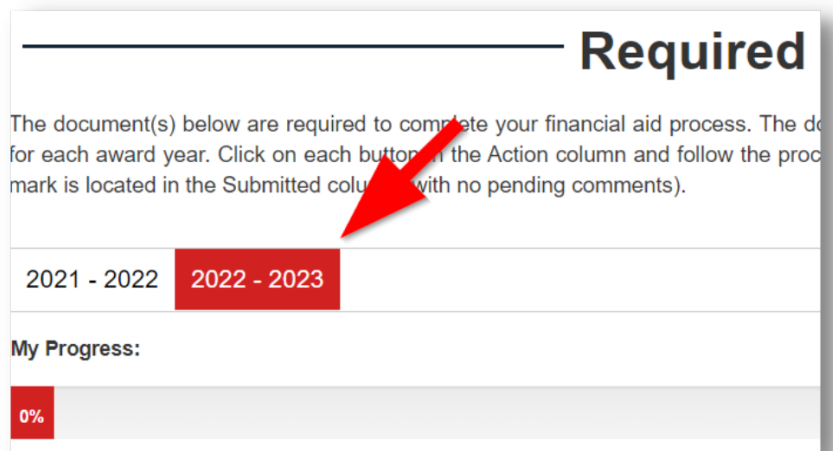 Required
The document(s) below are required to complete your financial aid process. The
for each award year. Click on each button the Action column and follow the
mark is located in the Submitted with no pending comments).
2021 - 2022 2022 - 2023
My Progress:
0%